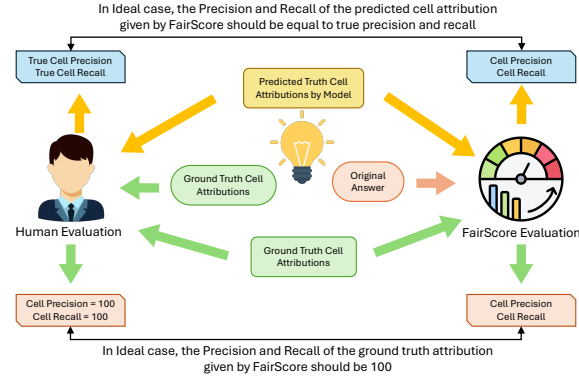 In Ideal case, the Precision and Recall of the predicted cell attribution
given by FairScore should be equal to true precision and recall
True Cell Precision
True Cell Recall
Predicted Truth Cell
Attributions by Model
Cell Precision
Cell Recall
Ground Truth Cell
Attributions
Original
Answer
Human Evaluation
FairScore Evaluation
Ground Truth Cell
Attributions
Cell Precision = 100
Cell Recall = 100
Cell Precision
Cell Recall
In Ideal case, the Precision and Recall of the ground truth attribution
given by FairScore should be 100